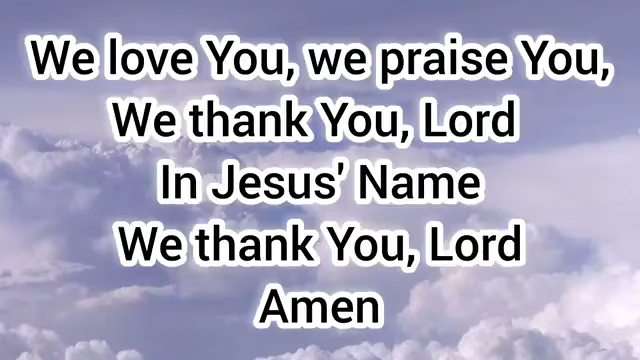 We love You, we praise You,
We thank You, Lord
In Jesus' Name
We thank You, Lord
Amen